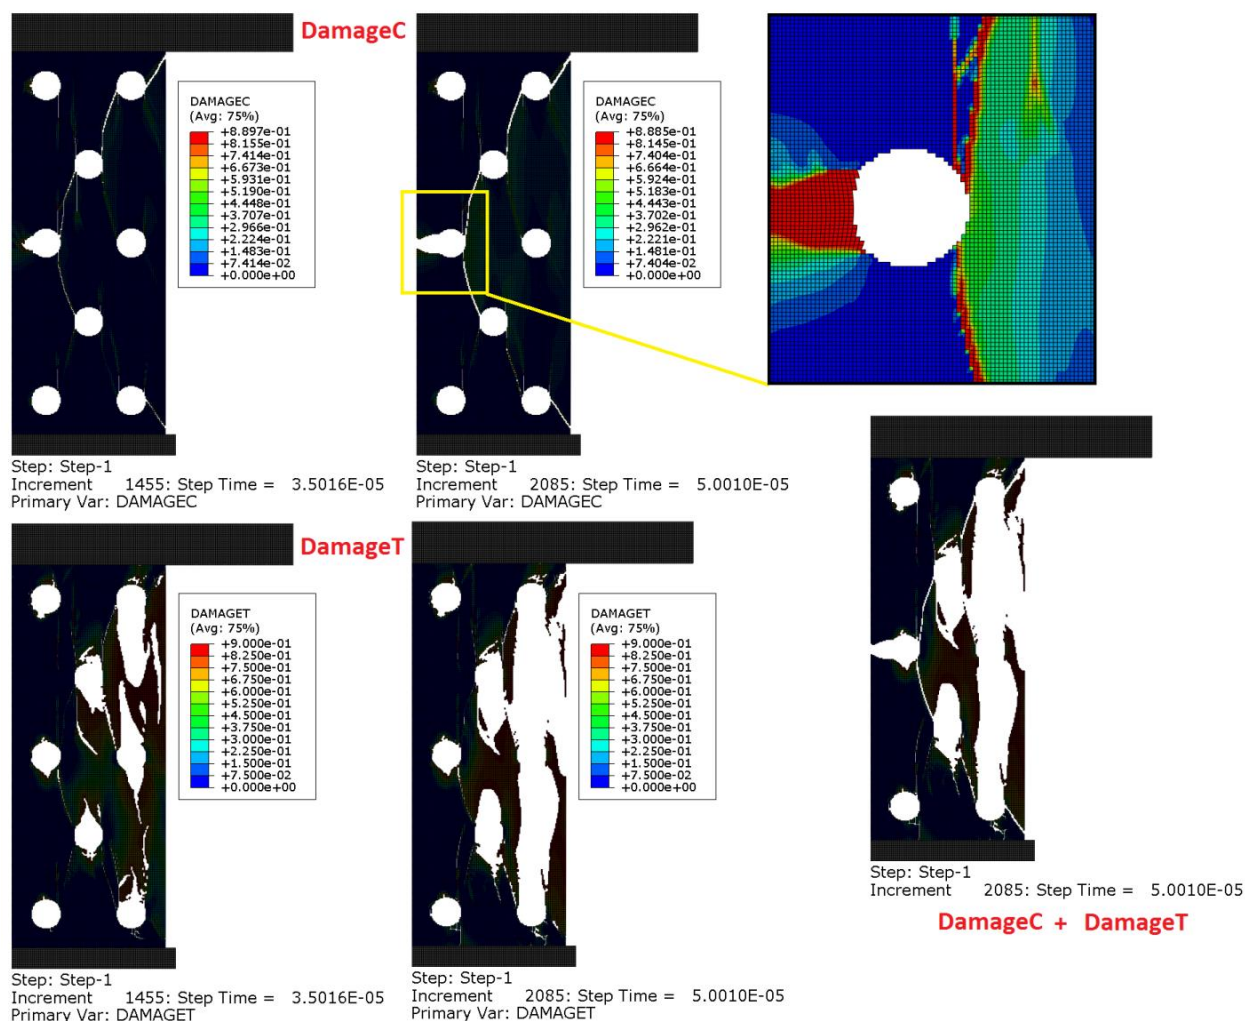 DamageC
DAMAGEC
(Avg: 75%)
+8.897e-01
+8.155e-01
+7.414e-01
+6.673e-01
+5.931e-01
+5.190e-01
+4.448e-01
+3.707e-01
+2.966e-01
+2.224e-01
+1.483e-01
+7.414e-02
+0.000e+00
Step: Step-1
Increment 1455: Step Time = 3.5016E-05
Primary Var: DAMAGEC
DAMAGEC
(Avg: 75%)
+8.885e-01
+8.145e-01
+7.404e-01
+6.664e-01
+5.924e-01
+5.183e-01
+4.443e-01
+3.702e-01
+2.962e-01
+2.221e-01
+1.481e-01
+7.404e-02
+0.000e+00
Step: Step-1
Increment 2085: Step Time = 5.0010E-05
Primary Var: DAMAGEC
DamageT
DAMAGET
(Avg: 75%)
+9.000e-01
+8.250e-01
+7.500e-01
+6.750e-01
+6.000e-01
+5.250e-01
+4.500e-01
+3.750e-01
+3.000e-01
+2.250e-01
+1.500e-01
+7.500e-02
+0.000e+00
Step: Step-1
Increment 1455: Step Time = 3.5016E-05
Primary Var: DAMAGET
DAMAGET
(Avg: 75%)
+9.000e-01
+8.250e-01
+7.500e-01
+6.750e-01
+6.000e-01
+5.250e-01
+4.500e-01
+3.750e-01
+3.000e-01
+2.250e-01
+1.500e-01
+7.500e-02
+0.000e+00
Step: Step-1
Increment 2085: Step Time = 5.0010E-05
Primary Var: DAMAGET
Step: Step-1
Increment 2085: Step Time = 5.0010E-05
DamageC + DamageT